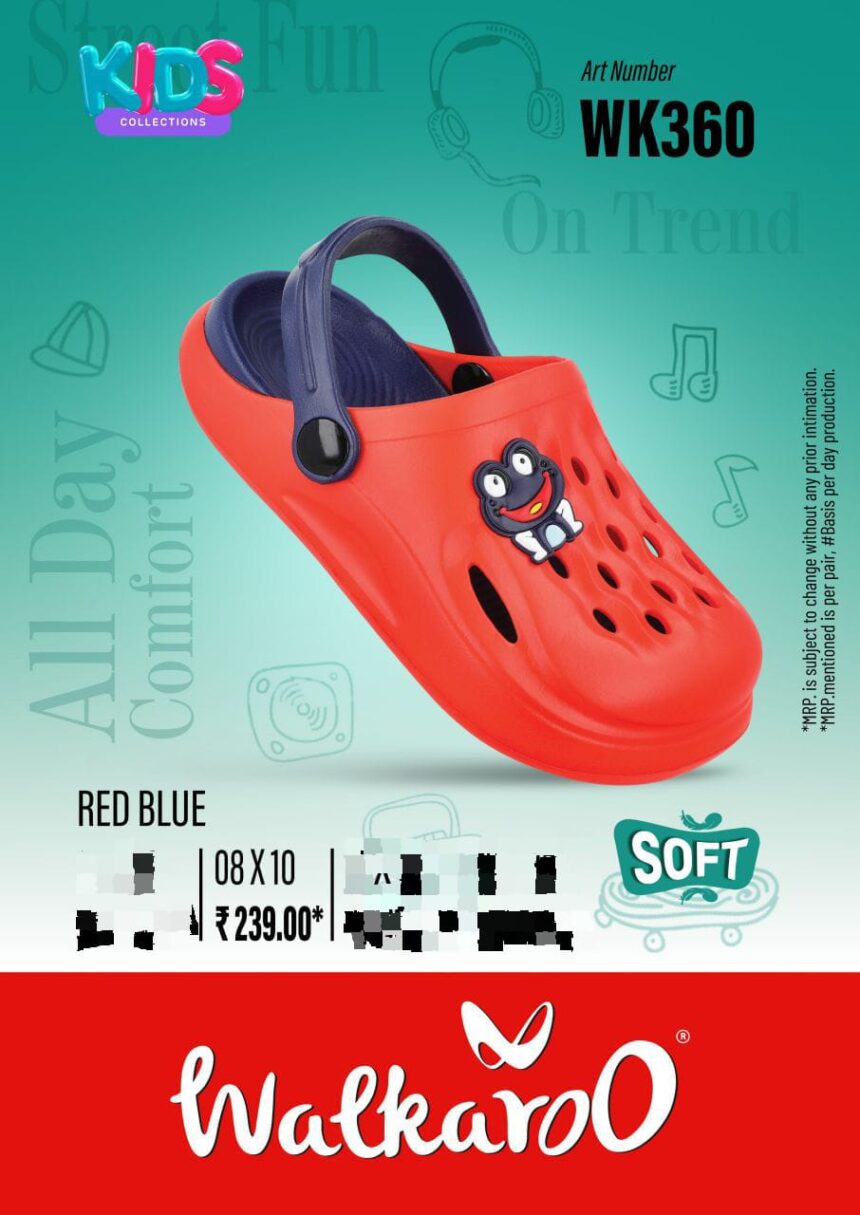 Street Fun
KIDS
COLLECTIONS
Art Number
WK360
On Trend
All Day
Comfort
*MRP. is subject to change without any prior intimation.
*MRP.mentioned is per pair, #Basis per day production.
RED BLUE
08 X 10
₹ 239.00*
SOFT
Walkaroo®